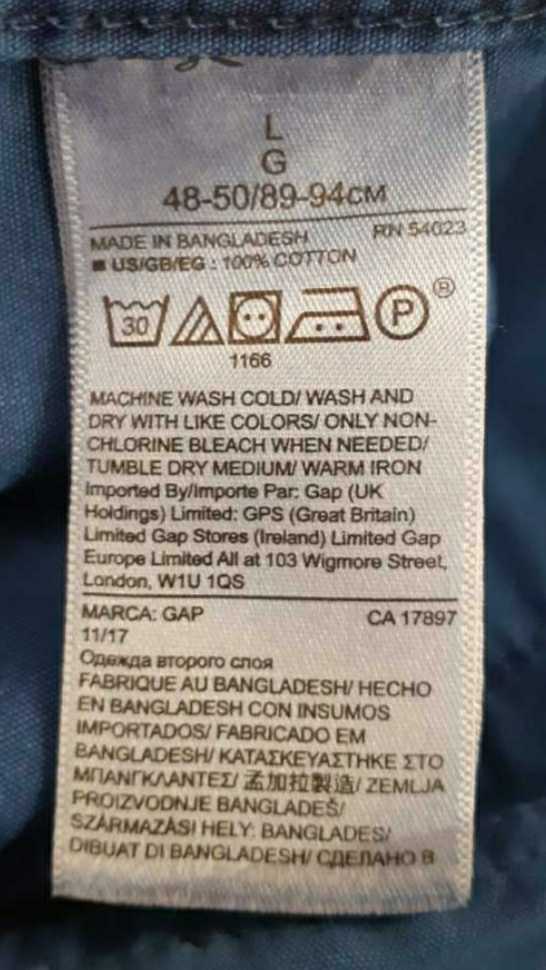 L
G
48-50/89-94CM
MADE IN BANGLADESH RN 54023
US/GB/EG : 100% COTTON
30 P ®
1166
MACHINE WASH COLD/ WASH AND
DRY WITH LIKE COLORS/ ONLY NON-
CHLORINE BLEACH WHEN NEEDED/
TUMBLE DRY MEDIUM/ WARM IRON
Imported By/Importe Par: Gap (UK
Holdings) Limited: GPS (Great Britain)
Limited Gap Stores (Ireland) Limited Gap
Europe Limited All at 103 Wigmore Street,
London, W1U 1QS
MARCA: GAP CA 17897
11/17
Одежда второго слоя
FABRIQUE AU BANGLADESH/ HECHO
EN BANGLADESH CON INSUMOS
IMPORTADOS/ FABRICADO EM
BANGLADESH/ ΚΑΤΑΣΚΕΥΑΣΤΗΚΕ ΣΤΟ
ΜΠΑΝΓΚΛΑΝΤΕΣ/ 孟加拉製造/ ZEMLJA
PROIZVODNJE BANGLADEŠ/
SZÁRMAZÁSI HELY: BANGLADES/
DIBUAT DI BANGLADESH/ СДЕЛАНО В